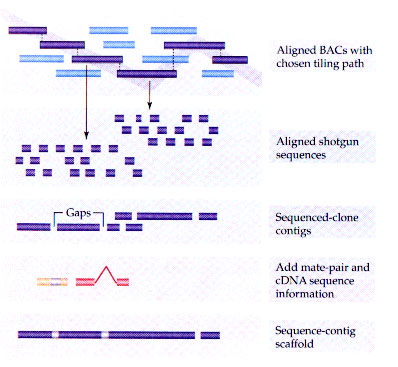 Aligned BACs with
chosen tiling path
Aligned shotgun
sequences
Gaps
Sequenced-clone
contigs
Add mate-pair and
cDNA sequence
information
Sequence-contig
scaffold